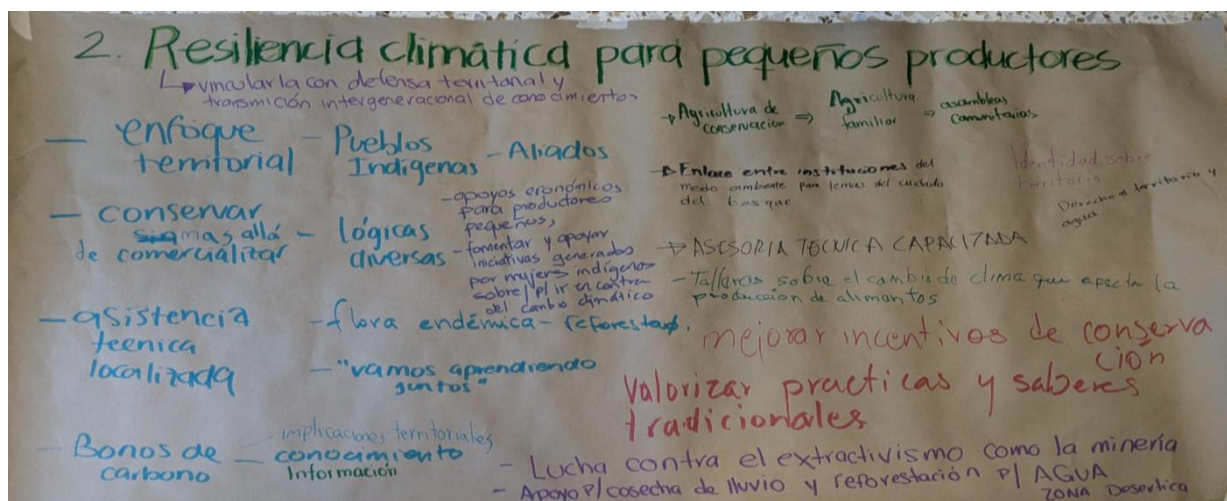 2. Resiliencia climática para pequeños productores
↳ vincularla con defensa territorial y
transmisión intergeneracional de conocimientos
— enfoque
territorial
– Pueblos
Indígenas
– Aliados
— conservar
más allá
de comercializar
– lógicas
diversas
– apoyos económicos
para productores
pequeños,
– fomentar y apoyar
iniciativas generadas
por mujeres indígenas
sobre/p/ir en contra
del cambio climático
— asistencia
tecnica
localizada
– flora endémica – reforestar.
– "vamos aprendiendo
juntos"
— Bonos de
carbono
— implicaciones territoriales
— conocimiento
Información
→ Agricultura de
conservacion ⇒
Agricultura
familiar ⇒
asambleas
comunitarias
→ Enlace entre instituciones del
medio ambiente para temas del cuidado
del bosque.
Identidad sobre
territorio
Derecho al territorio y
agua
→ ASESORIA TECNICA CAPACITADA
– Talleres sobre el cambio de clima que afecta la
produccion de alimentos
mejorar incentivos de conserva
ción
Valorizar practicas y saberes
tradicionales
– Lucha contra el extractivismo como la minería
– Apoyo P/cosecha de lluvia y reforestación P/ AGUA
ZONA Desertica